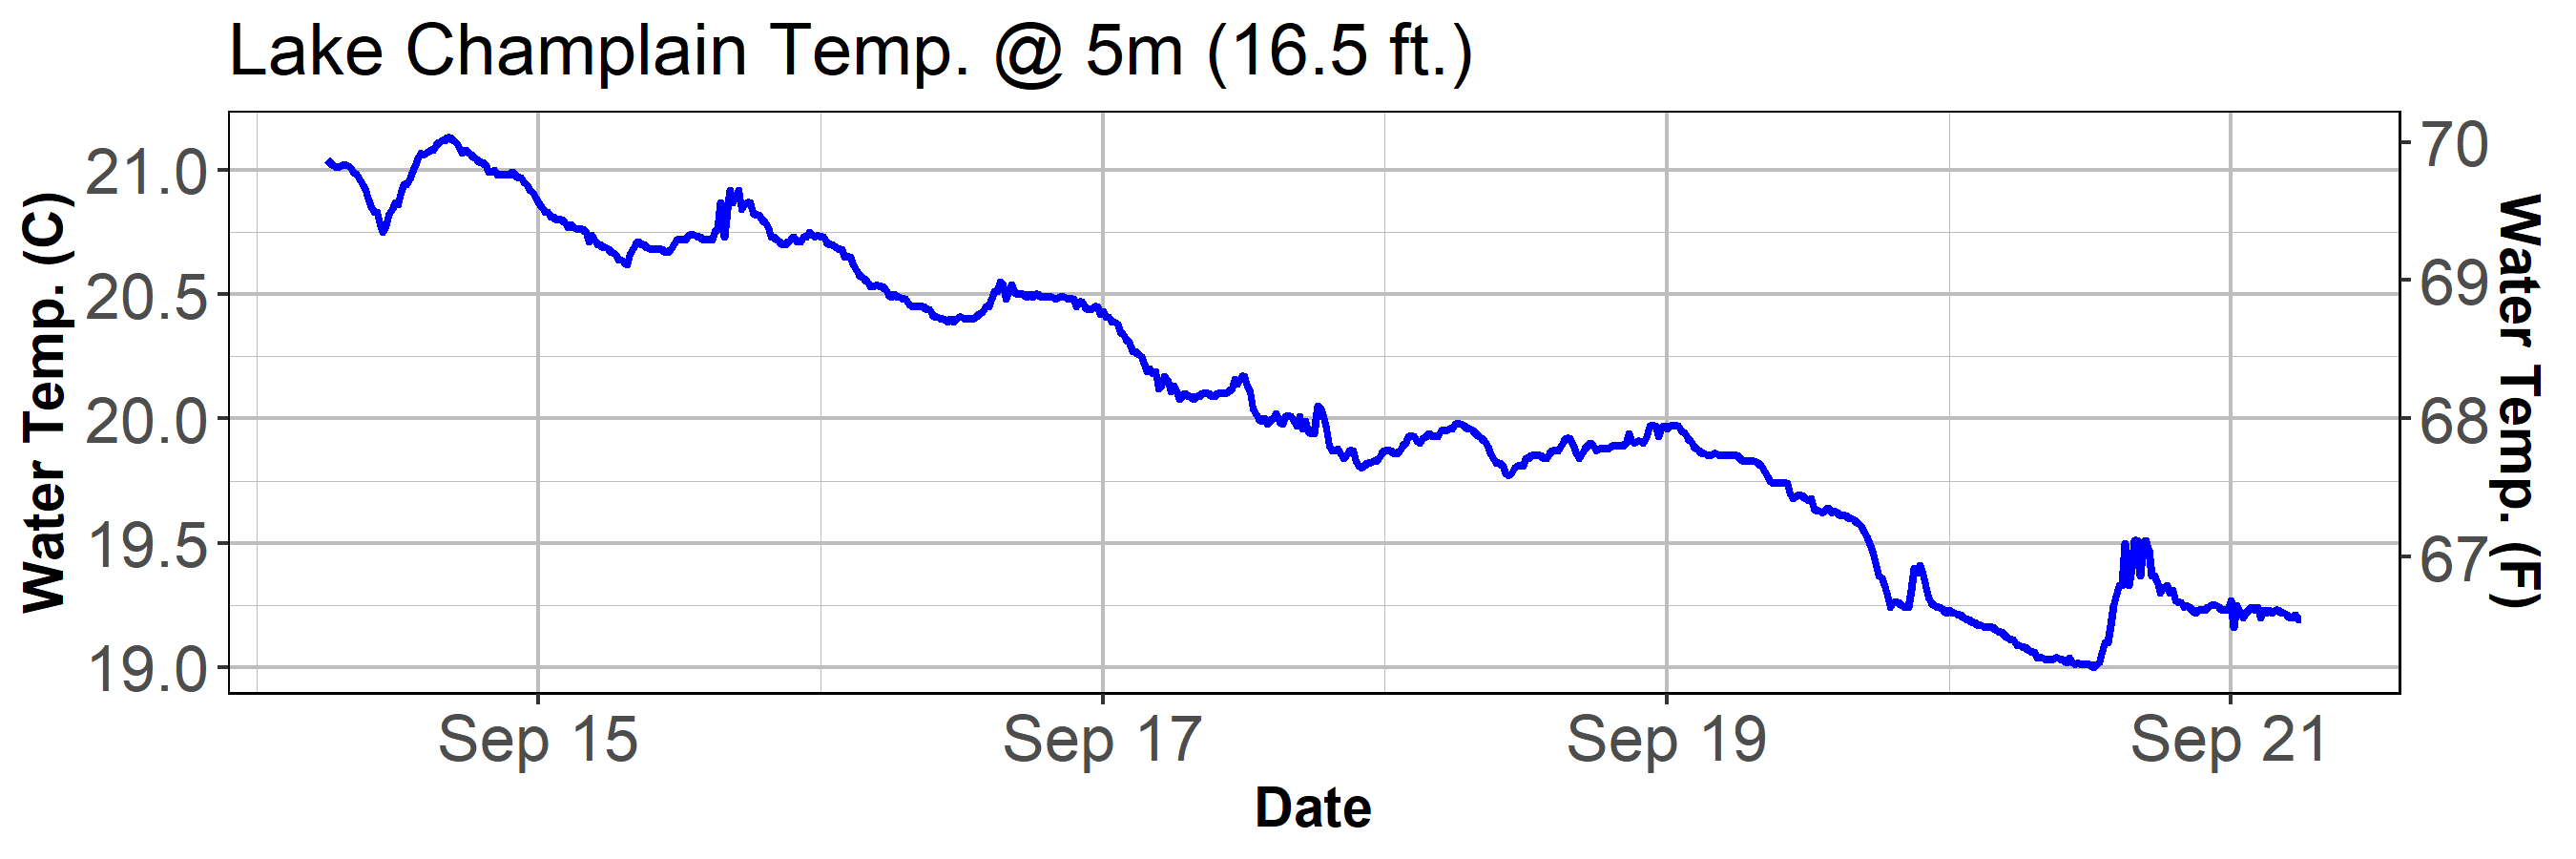 Lake Champlain Temp. @ 5m (16.5 ft.)
Water Temp. (C)
21.0
20.5
20.0
19.5
19.0
70
69
68
67
Water Temp. (F)
Sep 15 Sep 17 Sep 19 Sep 21
Date